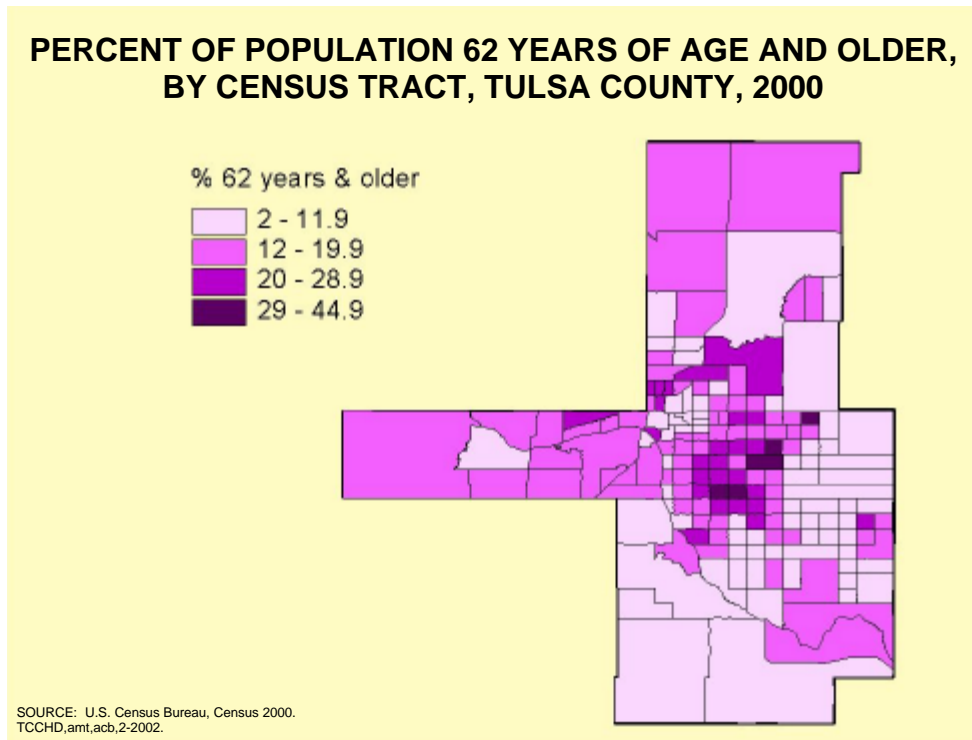 PERCENT OF POPULATION 62 YEARS OF AGE AND OLDER,
BY CENSUS TRACT, TULSA COUNTY, 2000
% 62 years & older
2 - 11.9
12 - 19.9
20 - 28.9
29 - 44.9
SOURCE:  U.S. Census Bureau, Census 2000.
TCCHD,amt,acb,2-2002.